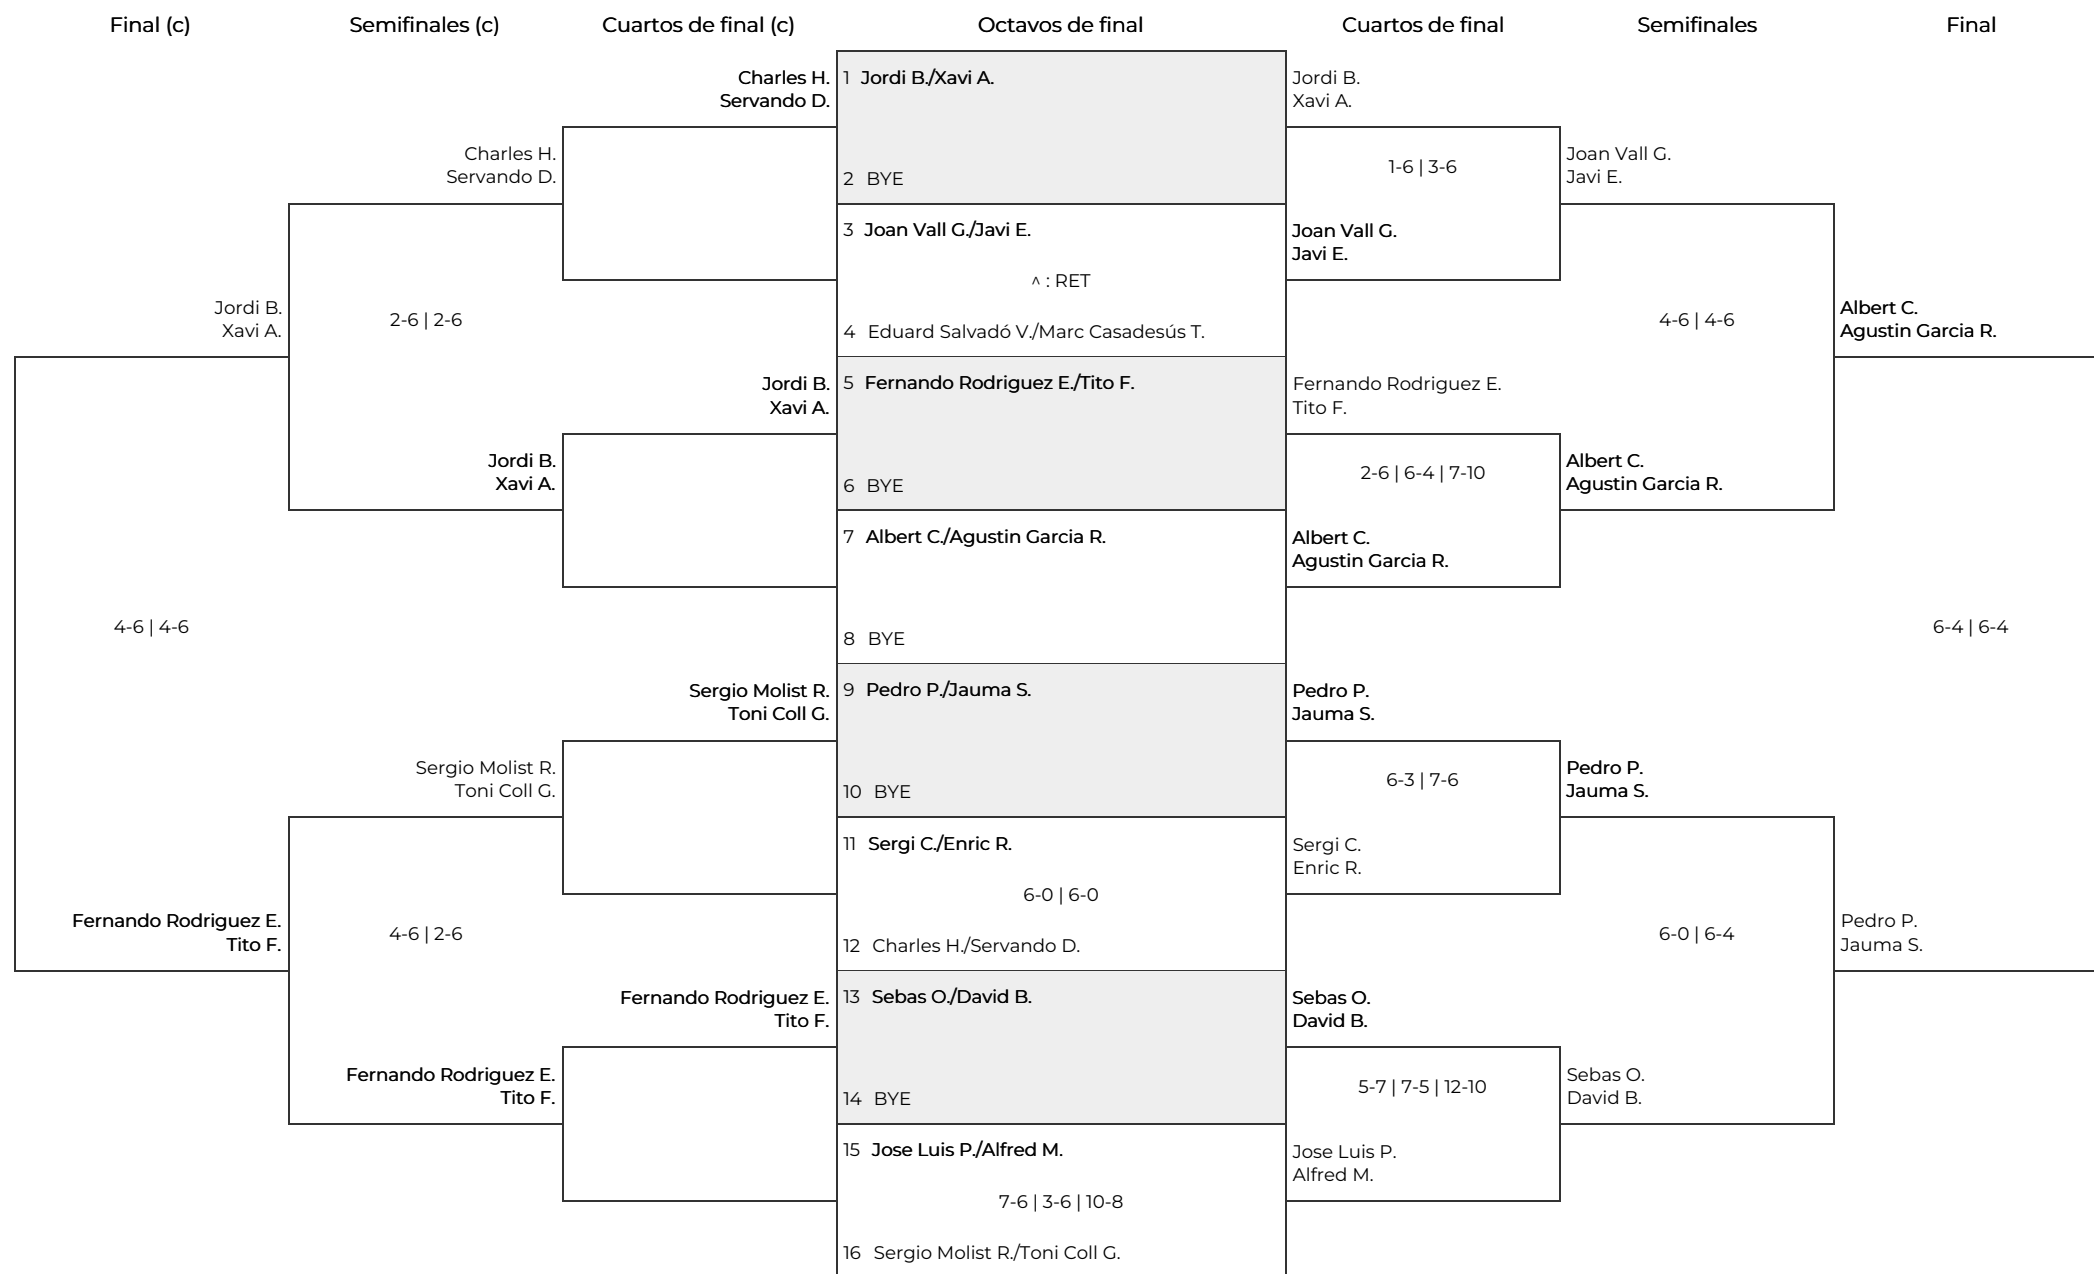 Final (c)
Semifinales (c)
Cuartos de final (c)
Octavos de final
Cuartos de final
Semifinales
Final
Jordi B.
Xavi A.
4-6 | 4-6
Fernando Rodriguez E.
Tito F.
Charles H.
Servando D.
2-6 | 2-6
Jordi B.
Xavi A.
Sergio Molist R.
Toni Coll G.
4-6 | 2-6
Fernando Rodriguez E.
Tito F.
Charles H.
Servando D.
Jordi B.
Xavi A.
Sergio Molist R.
Toni Coll G.
Fernando Rodriguez E.
Tito F.
1 Jordi B./Xavi A.
2 BYE
3 Joan Vall G./Javi E.
^ : RET
4 Eduard Salvadó V./Marc Casadesús T.
5 Fernando Rodriguez E./Tito F.
6 BYE
7 Albert C./Agustin Garcia R.
8 BYE
9 Pedro P./Jauma S.
10 BYE
11 Sergi C./Enric R.
6-0 | 6-0
12 Charles H./Servando D.
13 Sebas O./David B.
14 BYE
15 Jose Luis P./Alfred M.
7-6 | 3-6 | 10-8
16 Sergio Molist R./Toni Coll G.
Jordi B.
Xavi A.
1-6 | 3-6
Joan Vall G.
Javi E.
Fernando Rodriguez E.
Tito F.
2-6 | 6-4 | 7-10
Albert C.
Agustin Garcia R.
Pedro P.
Jauma S.
6-3 | 7-6
Sergi C.
Enric R.
Sebas O.
David B.
5-7 | 7-5 | 12-10
Jose Luis P.
Alfred M.
Joan Vall G.
Javi E.
4-6 | 4-6
Albert C.
Agustin Garcia R.
Pedro P.
Jauma S.
6-0 | 6-4
Sebas O.
David B.
Albert C.
Agustin Garcia R.
6-4 | 6-4
Pedro P.
Jauma S.